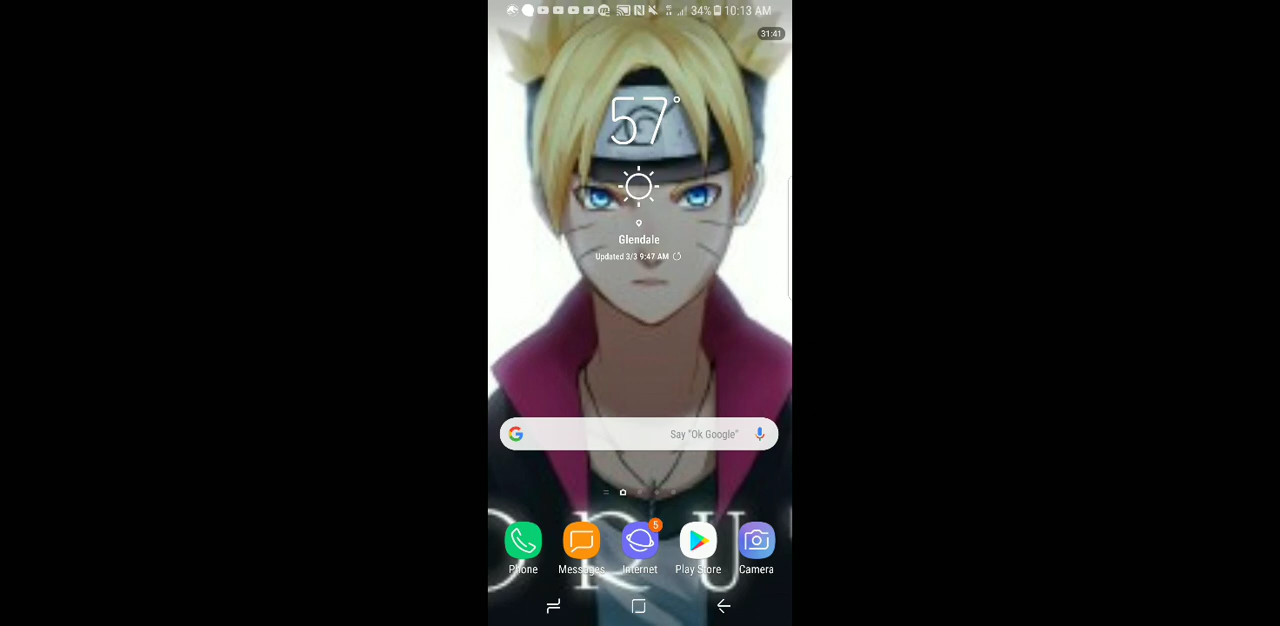 34% 10:13 AM
31:41
57°
Glendale
Updated 3/3 9:47 AM
Say "Ok Google"
ORU
5
Phone Messages Internet Play Store Camera